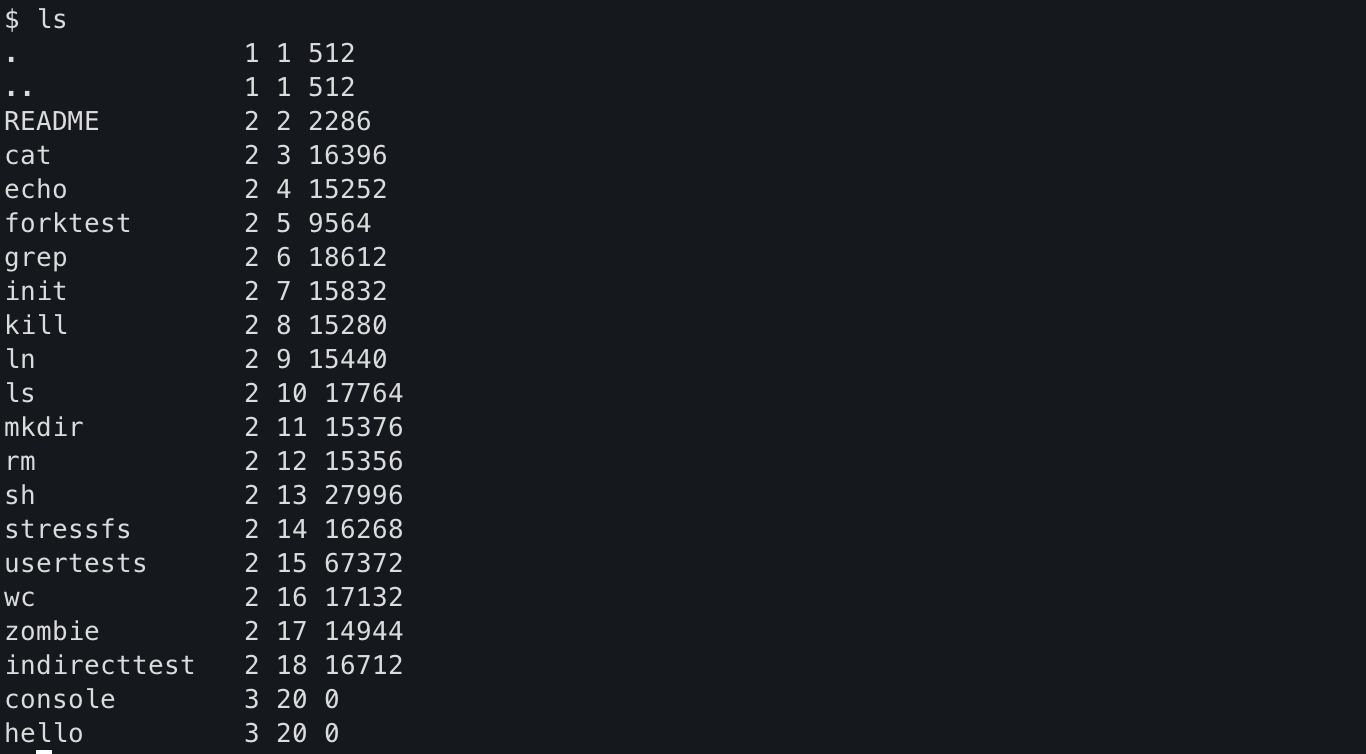 $ ls
.              1 1 512
..             1 1 512
README         2 2 2286
cat            2 3 16396
echo           2 4 15252
forktest       2 5 9564
grep           2 6 18612
init           2 7 15832
kill           2 8 15280
ln             2 9 15440
ls             2 10 17764
mkdir          2 11 15376
rm             2 12 15356
sh             2 13 27996
stressfs       2 14 16268
usertests      2 15 67372
wc             2 16 17132
zombie         2 17 14944
indirecttest   2 18 16712
console        3 20 0
hello          3 20 0